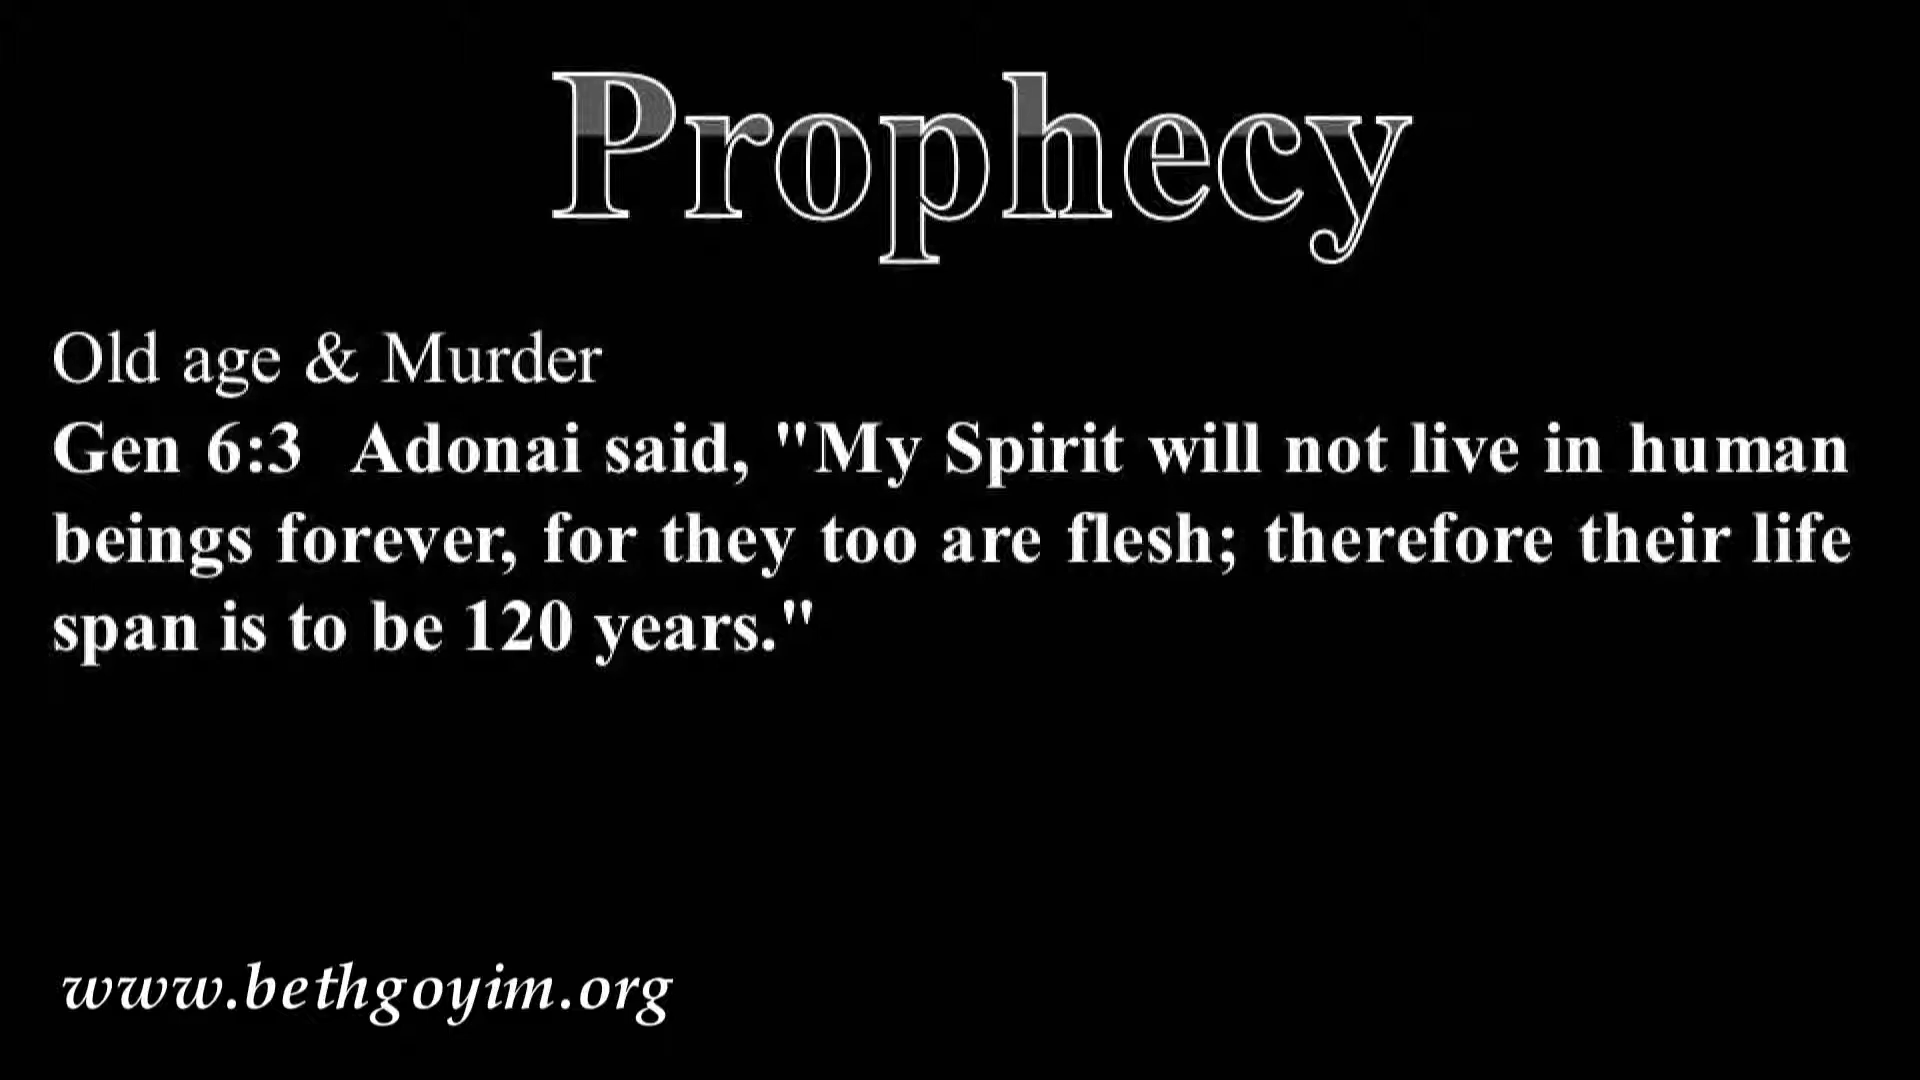 Prophecy
Old age & Murder
Gen 6:3  Adonai said, "My Spirit will not live in human
beings forever, for they too are flesh; therefore their life
span is to be 120 years."
www.bethgoyim.org